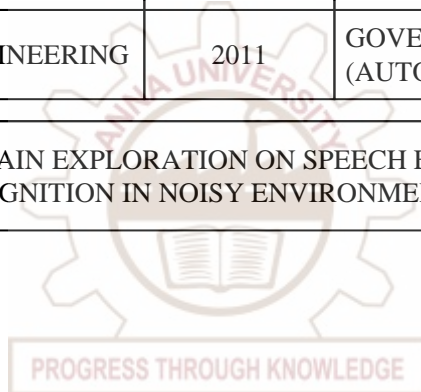 INEERING 2011 GOVE
(AUTO
ANNA UNIVERSITY
AIN EXPLORATION ON SPEECH E
GNITION IN NOISY ENVIRONME
PROGRESS THROUGH KNOWLEDGE